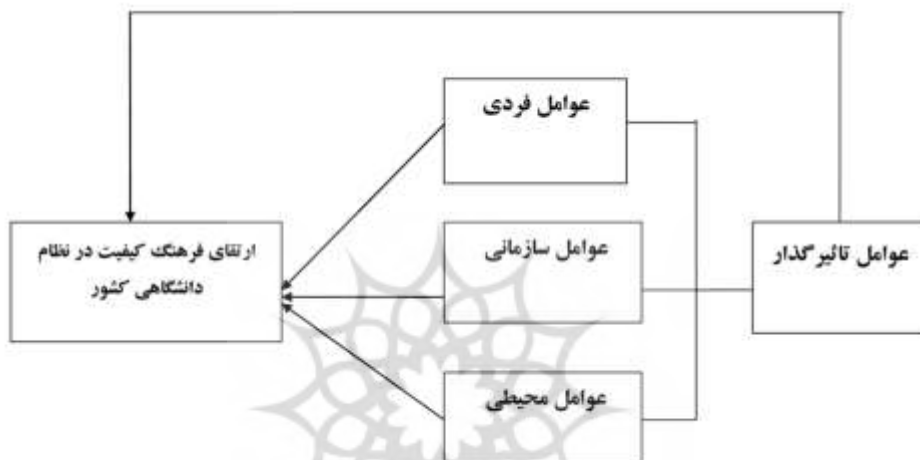 عوامل فردی
عوامل تاثیرگذار
عوامل سازمانی
ارتقای فرهنگ کیفیت در نظام
دانشگاهی کشور
عوامل محیطی